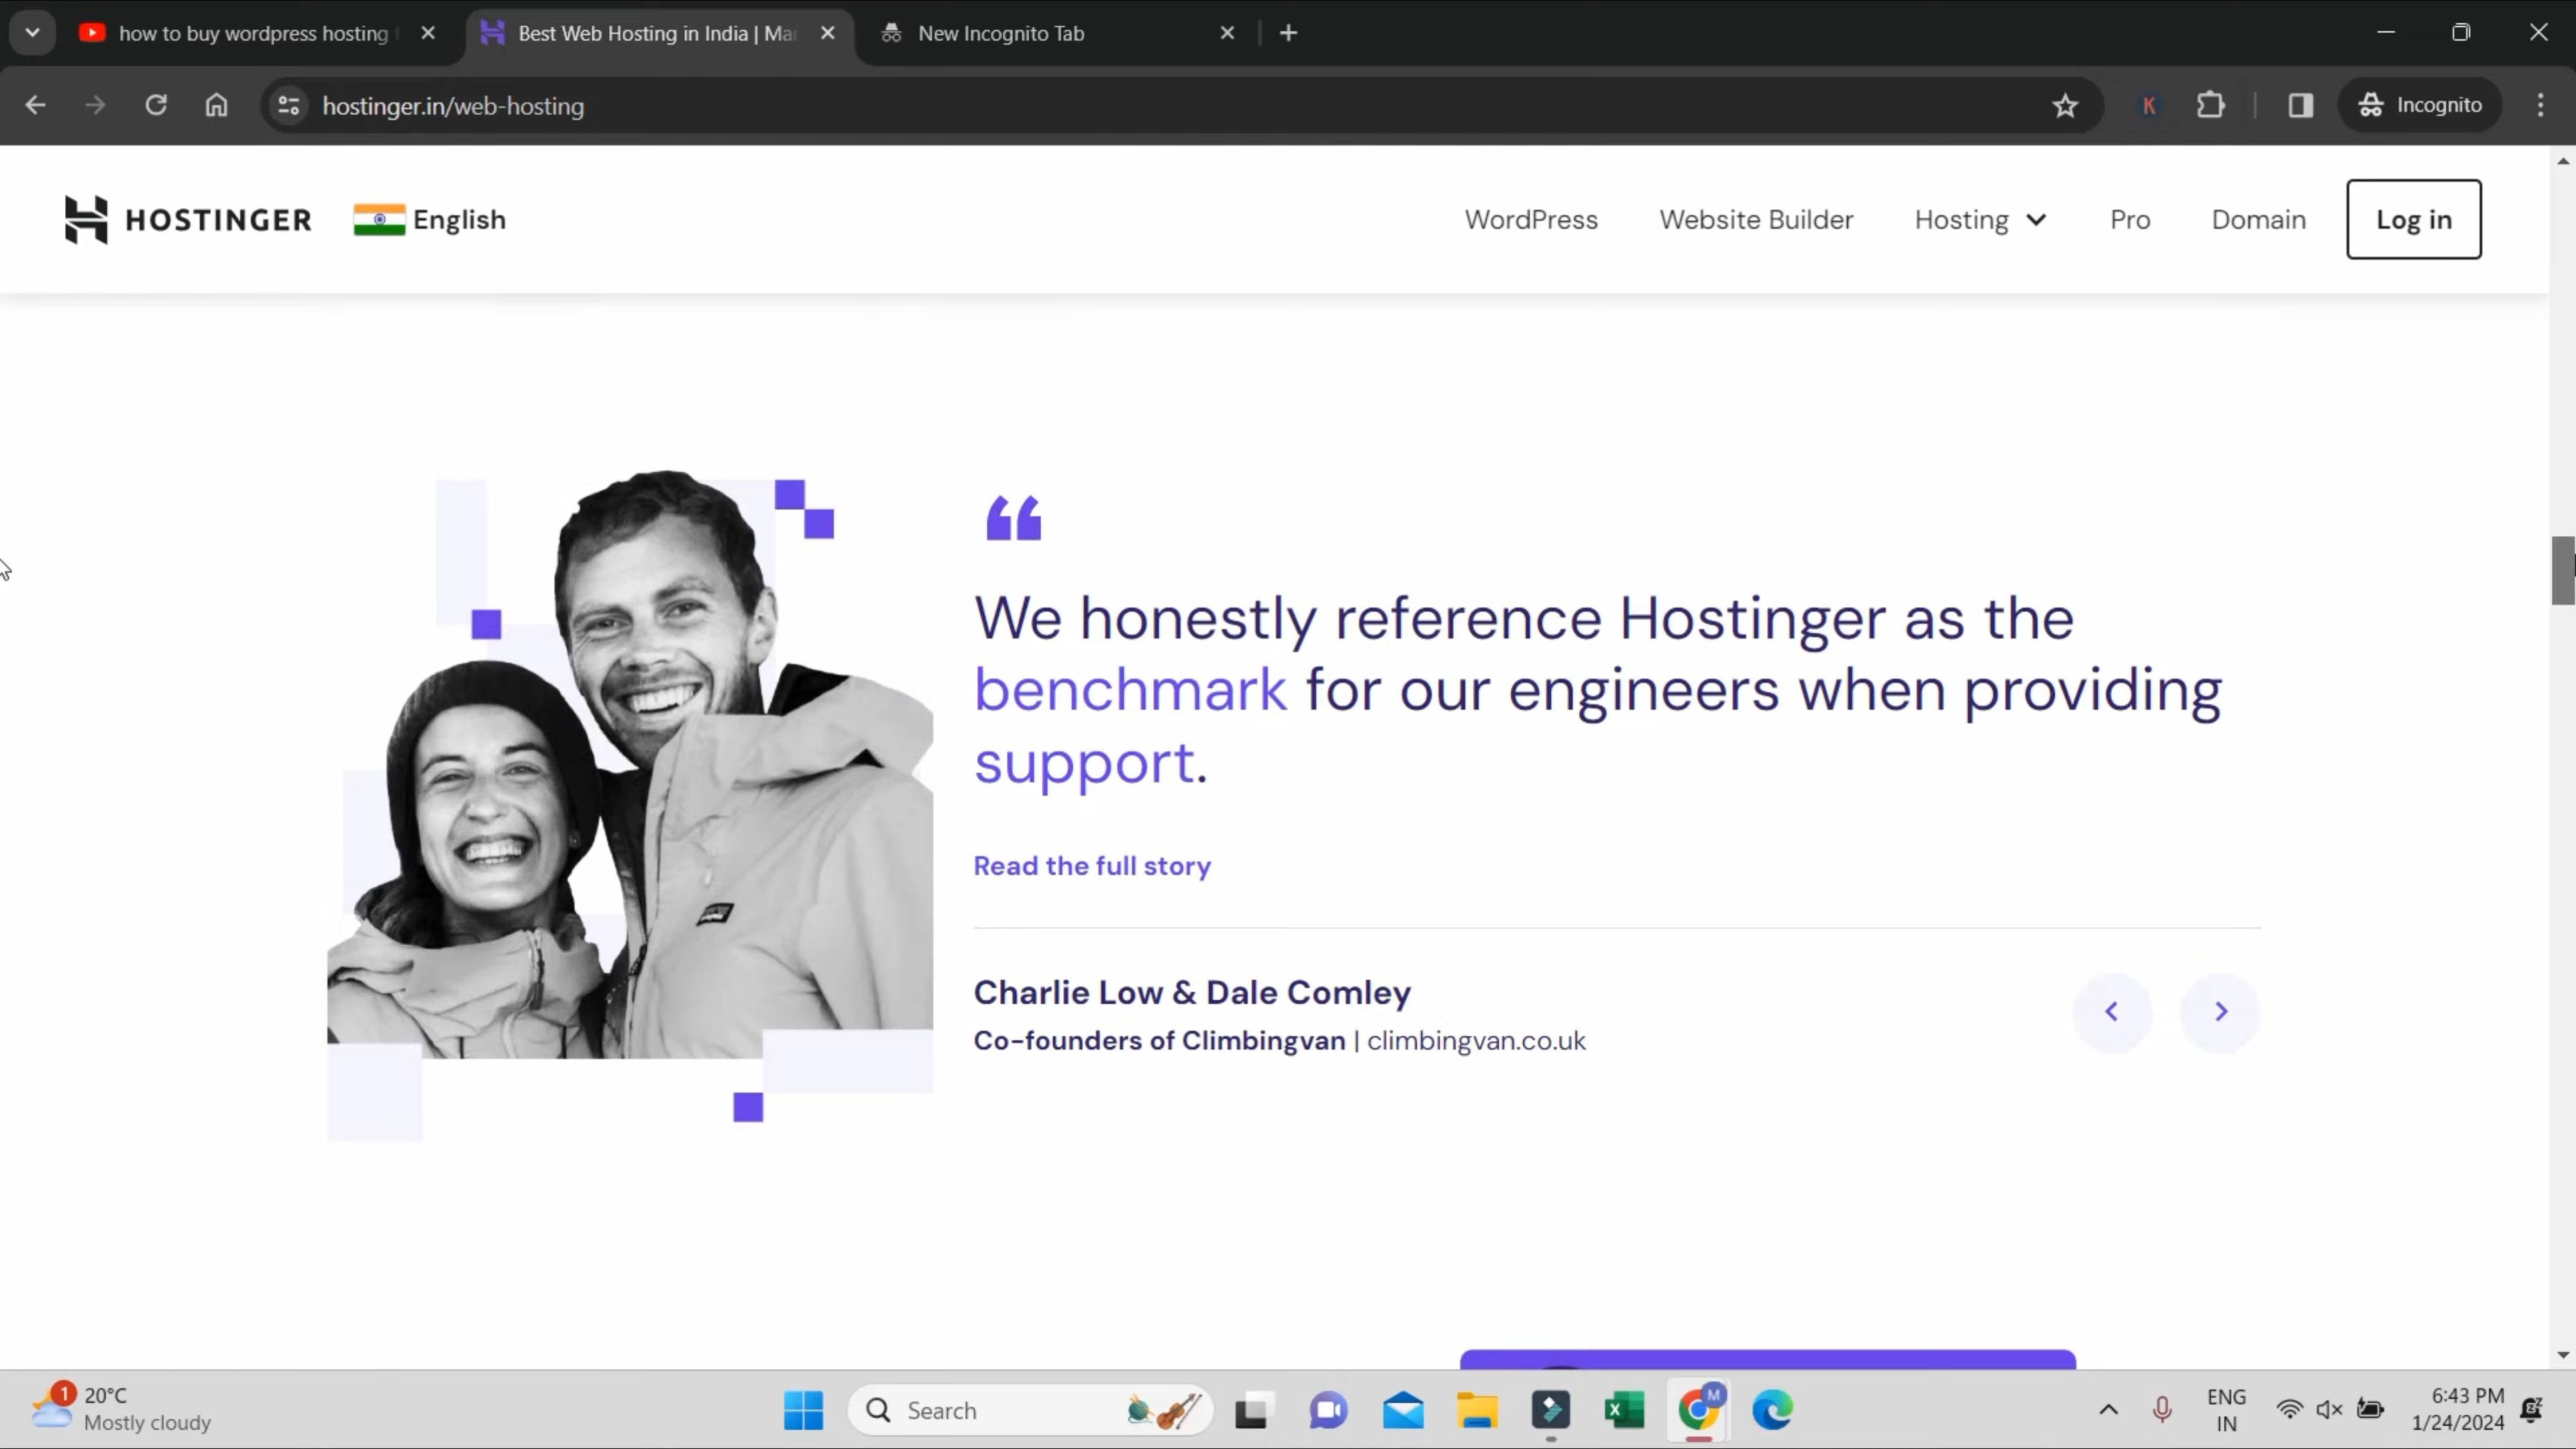 how to buy wordpress hosting
Best Web Hosting in India | Mar
New Incognito Tab
hostinger.in/web-hosting
K
Incognito
HOSTINGER
English
WordPress
Website Builder
Hosting
Pro
Domain
Log in
“
We honestly reference Hostinger as the
benchmark for our engineers when providing
support.
Read the full story
Charlie Low & Dale Comley
Co-founders of Climbingvan | climbingvan.co.uk
1
20°C
Mostly cloudy
Search
M
ENG
IN
6:43 PM
1/24/2024